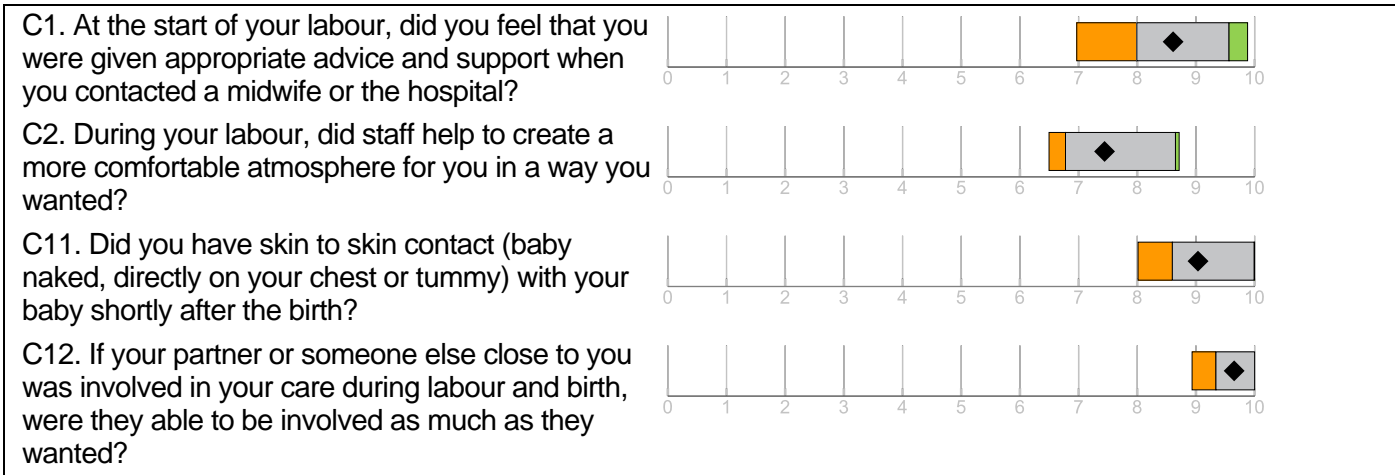 C1. At the start of your labour, did you feel that you
were given appropriate advice and support when
you contacted a midwife or the hospital?
0 1 2 3 4 5 6 7 8 9 10
C2. During your labour, did staff help to create a
more comfortable atmosphere for you in a way you
wanted?
0 1 2 3 4 5 6 7 8 9 10
C11. Did you have skin to skin contact (baby
naked, directly on your chest or tummy) with your
baby shortly after the birth?
0 1 2 3 4 5 6 7 8 9 10
C12. If your partner or someone else close to you
was involved in your care during labour and birth,
were they able to be involved as much as they
wanted?
0 1 2 3 4 5 6 7 8 9 10